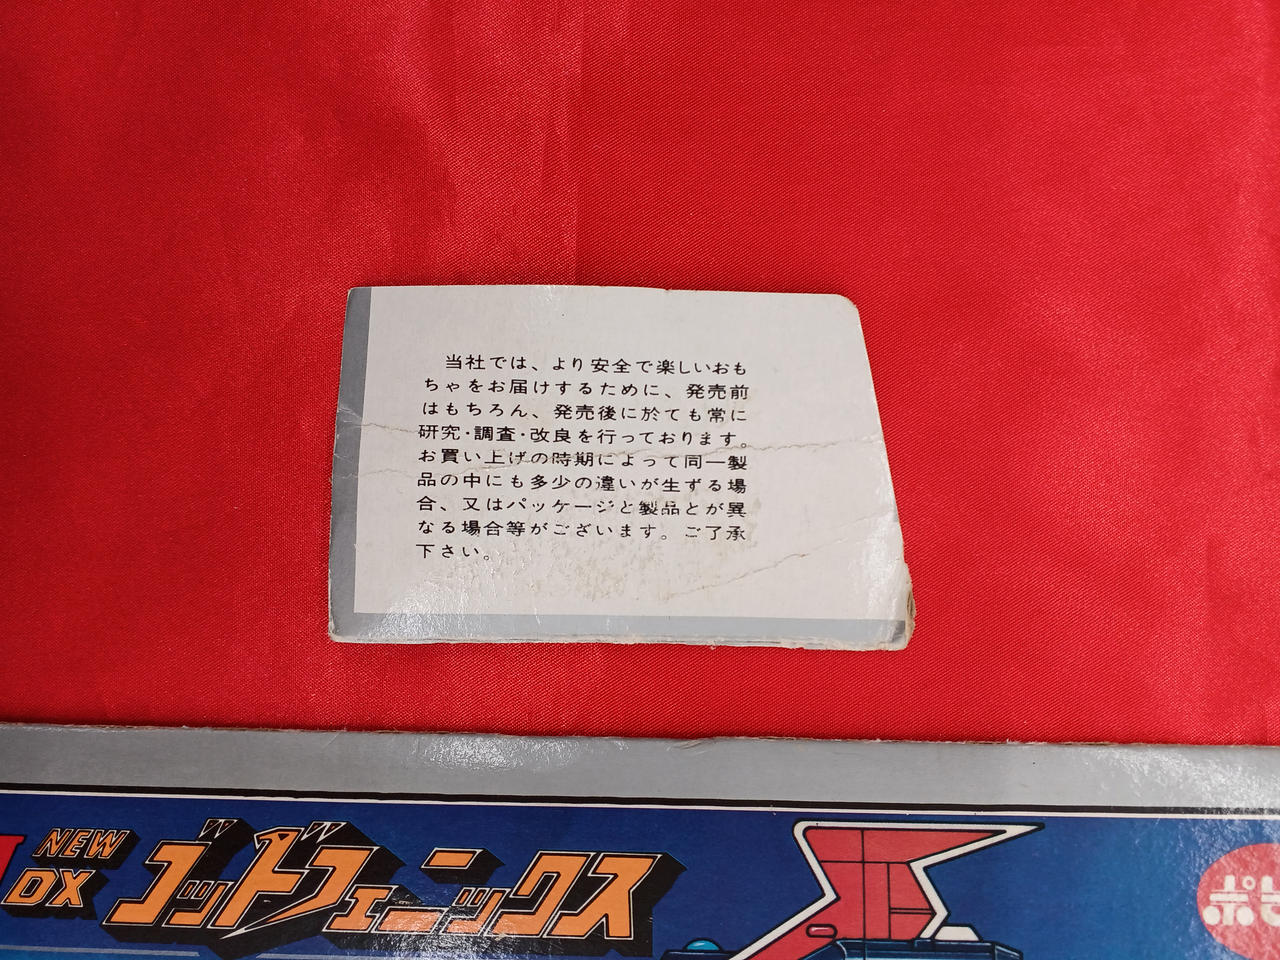 当社では、より安全で楽しいおも
ちゃをお届けするために、発売前
はもちろん、発売後に於ても常に
研究・調査・改良を行っております。
お買い上げの時期によって同一製
品の中にも多少の違いが生ずる場
合、又はパッケージと製品とが異
なる場合等がございます。ご了承
下さい。
NEW
DX
ゴッドフェニックス
ポピ